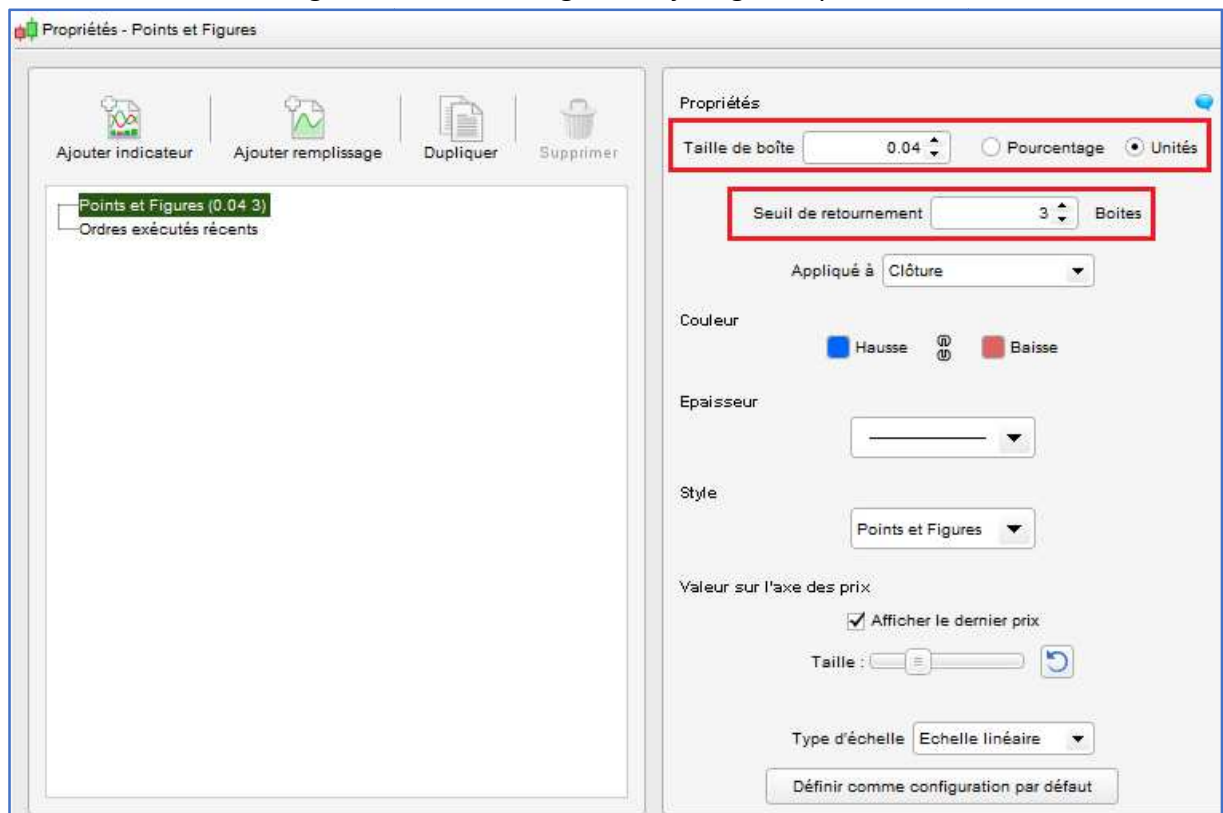 Propriétés - Points et Figures
Ajouter indicateur Ajouter remplissage Dupliquer Supprimer
Points et Figures (0.04 3)
Ordres exécutés récents
Propriétés
Taille de boîte 0.04 Pourcentage Unités
Seuil de retournement 3 Boites
Appliqué à Clôture
Couleur
Hausse Baisse
Epaisseur
Style
Points et Figures
Valeur sur l'axe des prix
Afficher le dernier prix
Taille :
Type d'échelle Echelle linéaire
Définir comme configuration par défaut